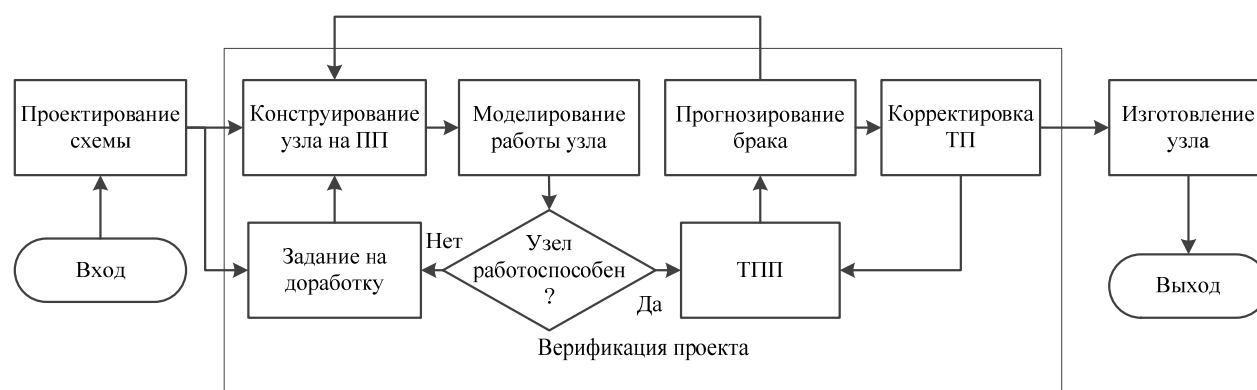 Проектирование
схемы
Конструирование
узла на ПП
Моделирование
работы узла
Прогнозирование
брака
Корректировка
ТП
Изготовление
узла
Вход
Задание на
доработку
Нет
Узел
работоспособен
?
Да
ТПП
Выход
Верификация проекта